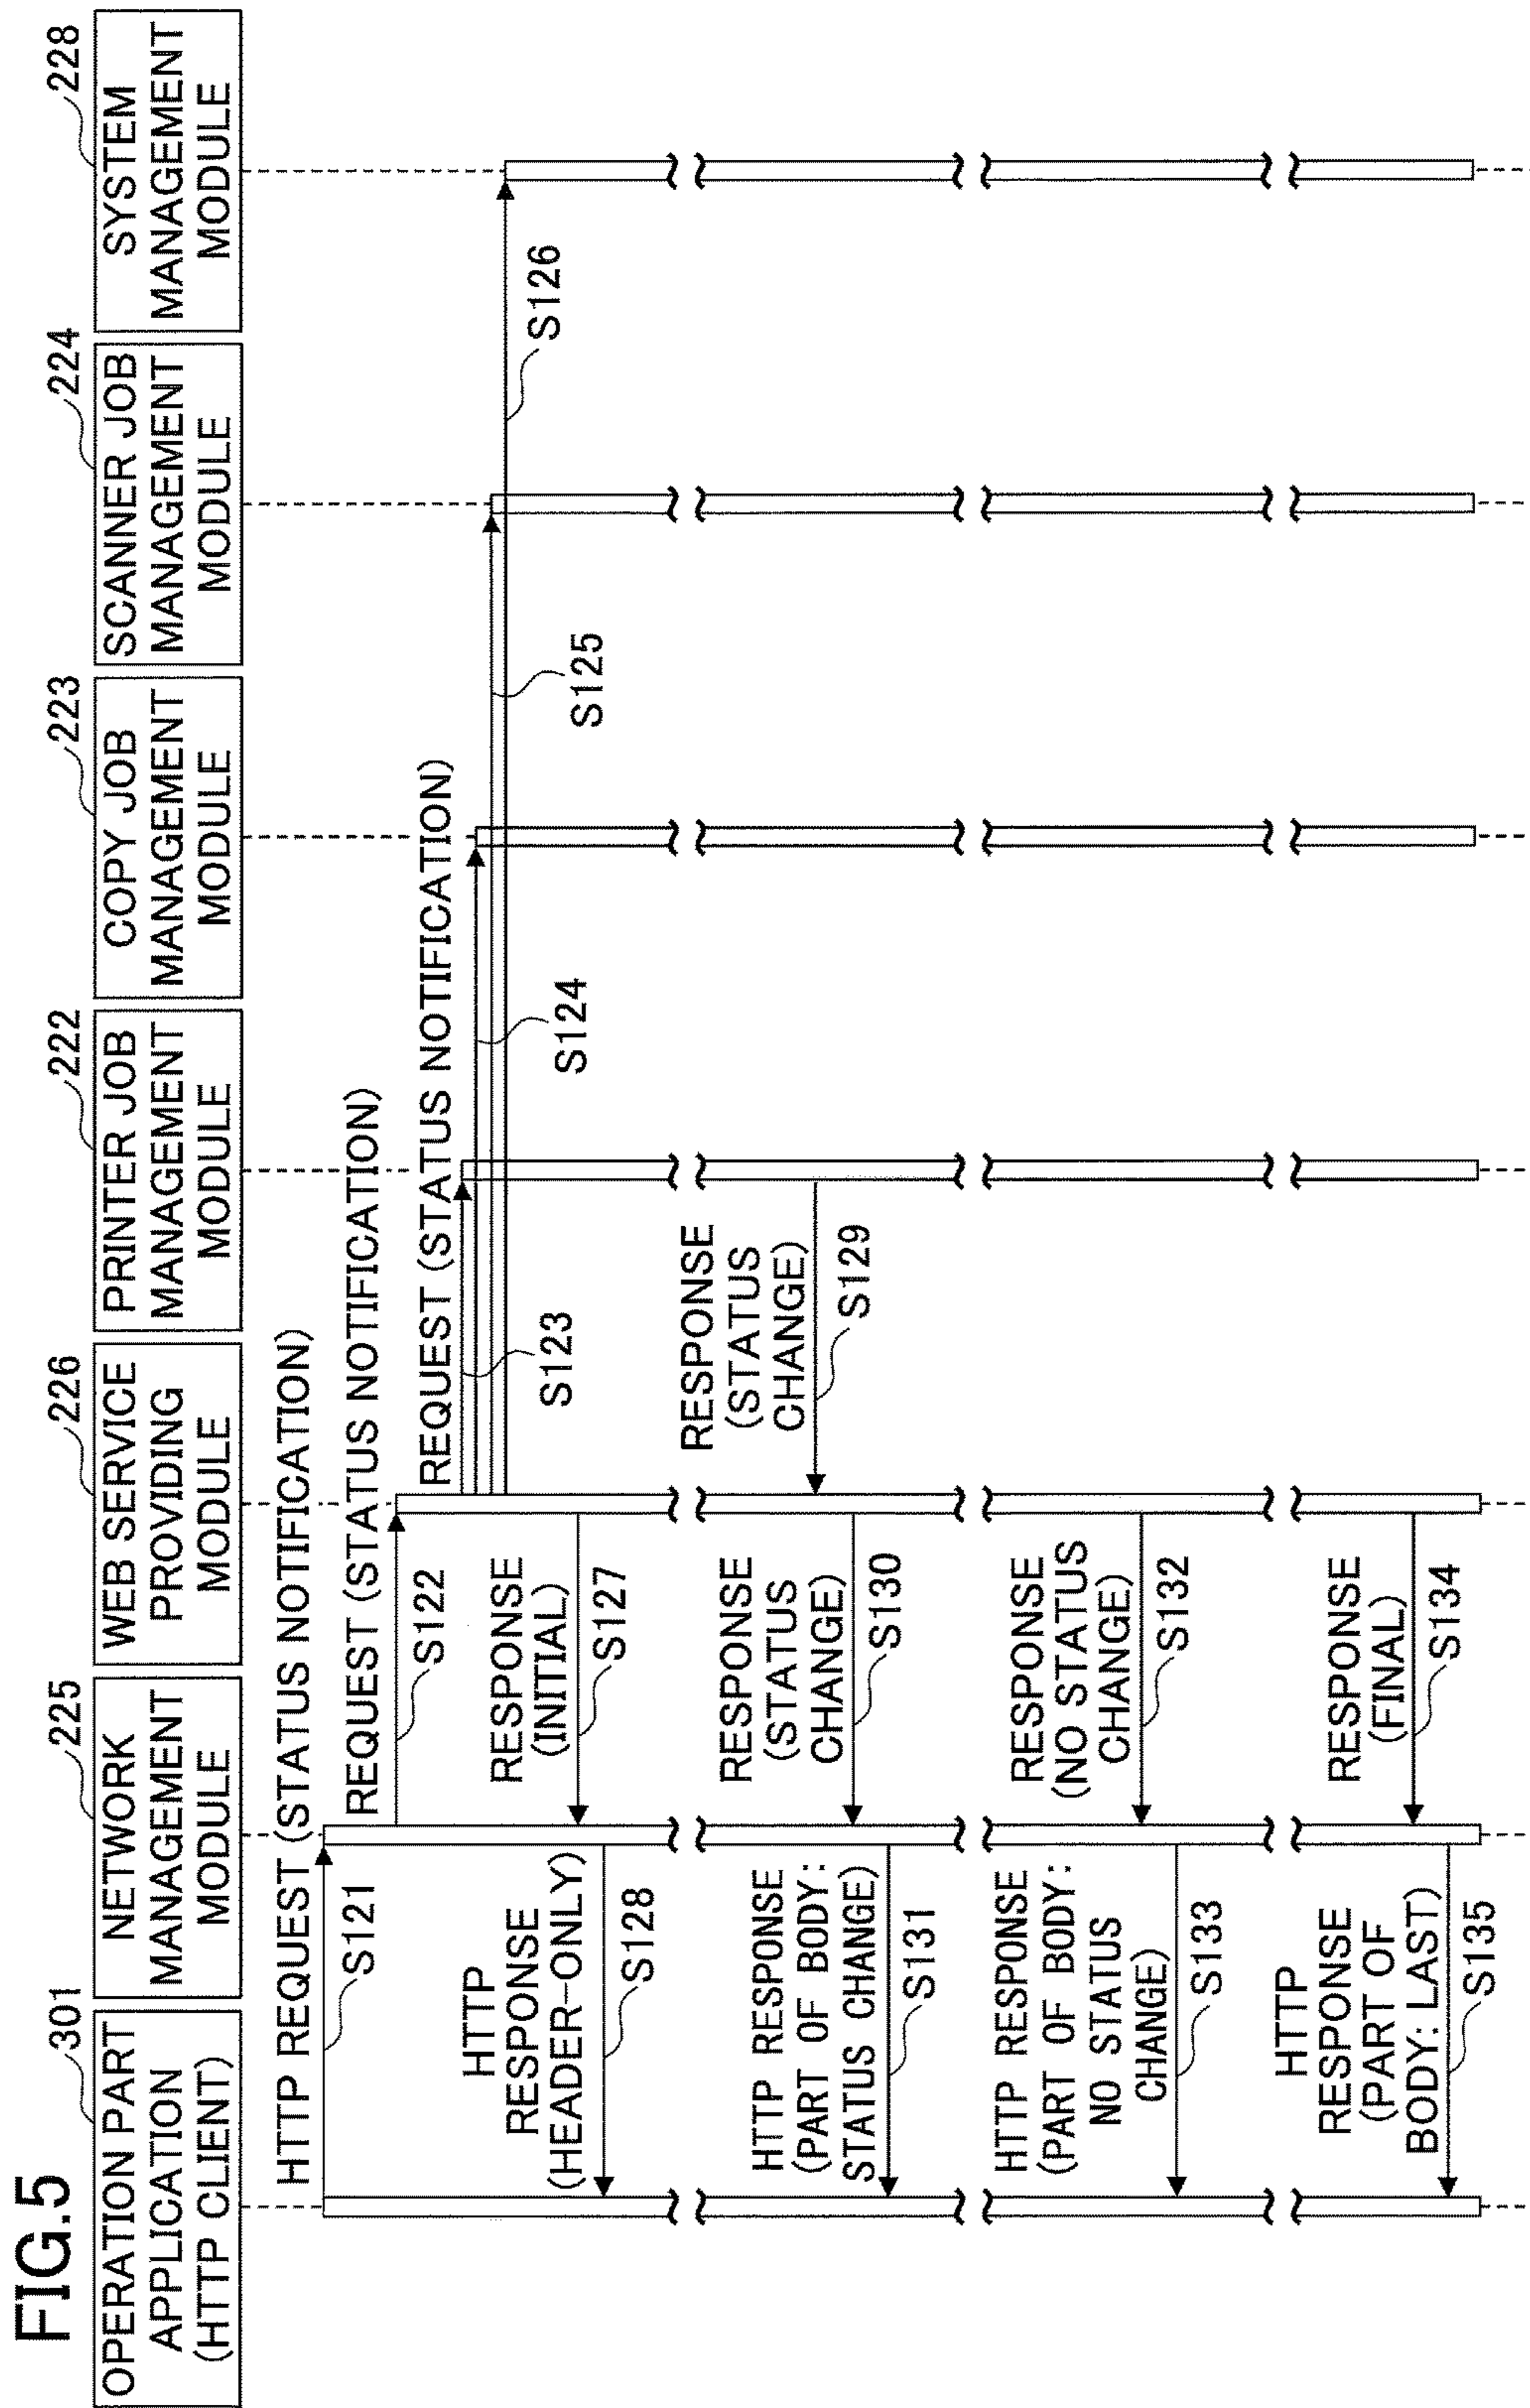 FIG.5
301
OPERATION PART
APPLICATION
(HTTP CLIENT)
225
NETWORK
MANAGEMENT
MODULE
226
WEB SERVICE
PROVIDING
MODULE
222
PRINTER JOB
MANAGEMENT
MODULE
223
COPY JOB
MANAGEMENT
MODULE
224
SCANNER JOB
MANAGEMENT
MODULE
228
SYSTEM
MANAGEMENT
MODULE
HTTP REQUEST (STATUS NOTIFICATION)
S121
REQUEST (STATUS NOTIFICATION)
S122
REQUEST (STATUS NOTIFICATION)
S123
S124
S125
S126
RESPONSE
(INITIAL)
S127
HTTP
RESPONSE
(HEADER-ONLY)
S128
RESPONSE
(STATUS
CHANGE)
S129
RESPONSE
(STATUS
CHANGE)
S130
HTTP RESPONSE
(PART OF BODY:
STATUS CHANGE)
S131
RESPONSE
(NO STATUS
CHANGE)
S132
HTTP RESPONSE
(PART OF BODY:
NO STATUS
CHANGE)
S133
RESPONSE
(FINAL)
S134
HTTP
RESPONSE
(PART OF
BODY: LAST)
S135